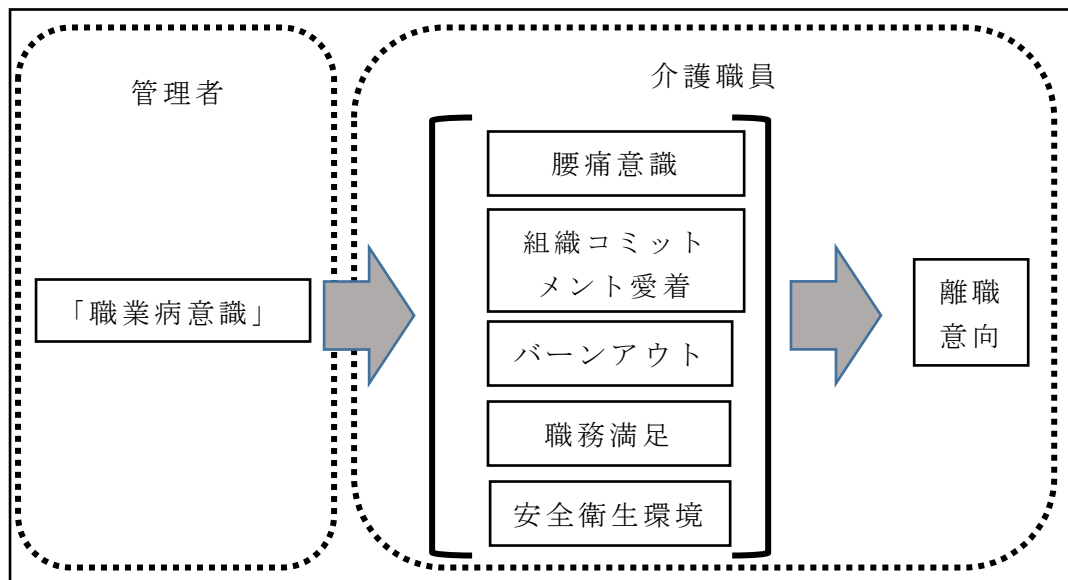 管理者
「職業病意識」
介護職員
腰痛意識
組織コミット
メント愛着
バーンアウト
職務満足
安全衛生環境
離職
意向